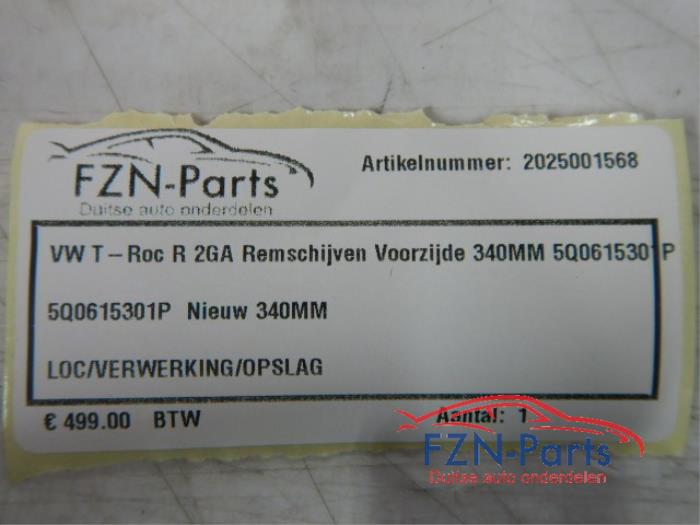 FZN-Parts
Duitse auto onderdelen
Artikelnummer: 2025001568
VW T-Roc R 2GA Remschijven Voorzijde 340MM 5Q0615301P
5Q0615301P Nieuw 340MM
LOC/VERWERKING/OPSLAG
€ 499.00 BTW
Aantal: 1
FZN-Parts
Duitse auto onderdelen